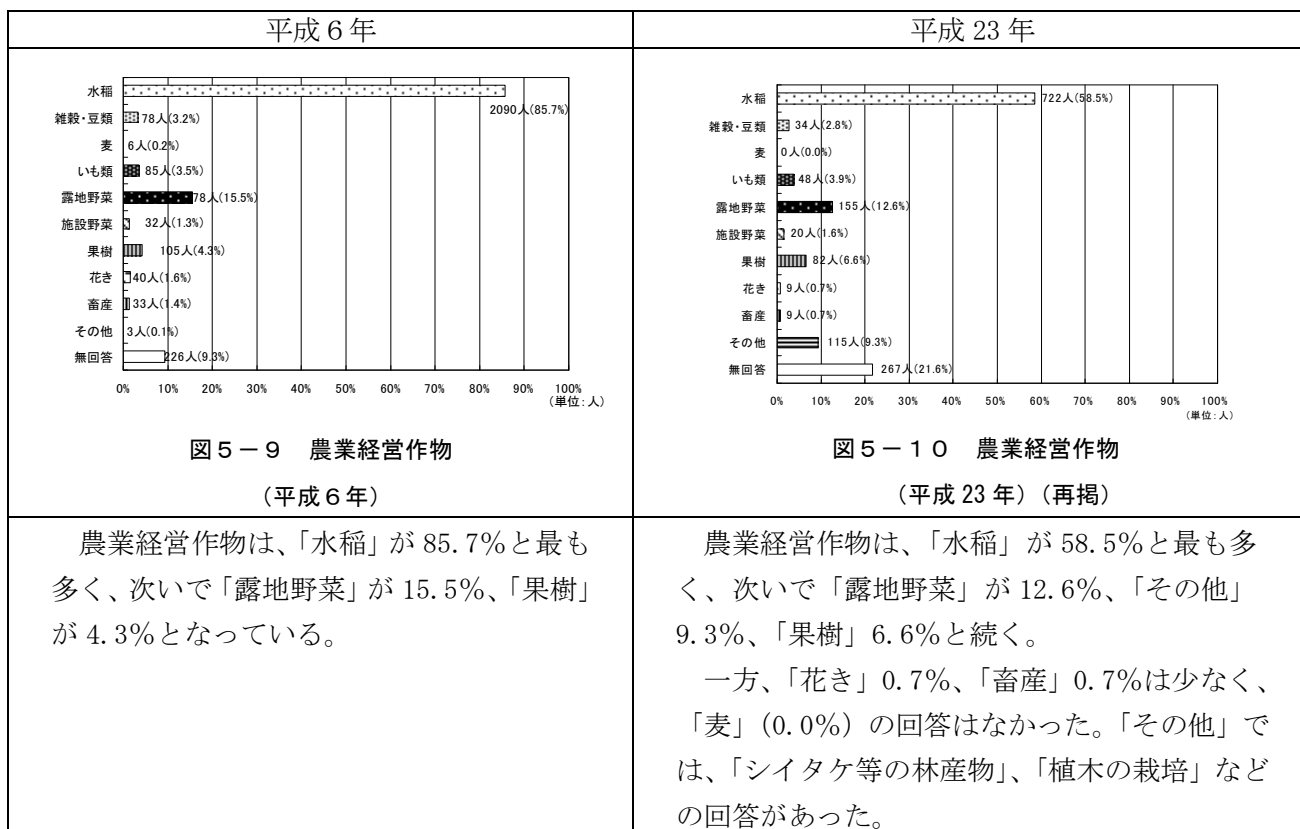 平成６年
平成 23 年
水稲
2090人(85.7%)
雑穀・豆類
78人(3.2%)
麦
6人(0.2%)
いも類
85人(3.5%)
露地野菜
78人(15.5%)
施設野菜
32人(1.3%)
果樹
105人(4.3%)
花き
40人(1.6%)
畜産
33人(1.4%)
その他
3人(0.1%)
無回答
226人(9.3%)
0% 10% 20% 30% 40% 50% 60% 70% 80% 90% 100%
(単位:人)
図５－９　農業経営作物
（平成６年）
水稲
722人(58.5%)
雑穀・豆類
34人(2.8%)
麦
0人(0.0%)
いも類
48人(3.9%)
露地野菜
155人(12.6%)
施設野菜
20人(1.6%)
果樹
82人(6.6%)
花き
9人(0.7%)
畜産
9人(0.7%)
その他
115人(9.3%)
無回答
267人(21.6%)
0% 10% 20% 30% 40% 50% 60% 70% 80% 90% 100%
(単位:人)
図５－１０　農業経営作物
（平成 23 年）（再掲）
農業経営作物は、「水稲」が 85.7％と最も
多く、次いで「露地野菜」が 15.5％、「果樹」
が 4.3％となっている。
農業経営作物は、「水稲」が 58.5％と最も多
く、次いで「露地野菜」が 12.6％、「その他」
9.3％、「果樹」6.6％と続く。
一方、「花き」0.7％、「畜産」0.7％は少なく、
「麦」（0.0％）の回答はなかった。「その他」で
は、「シイタケ等の林産物」、「植木の栽培」など
の回答があった。